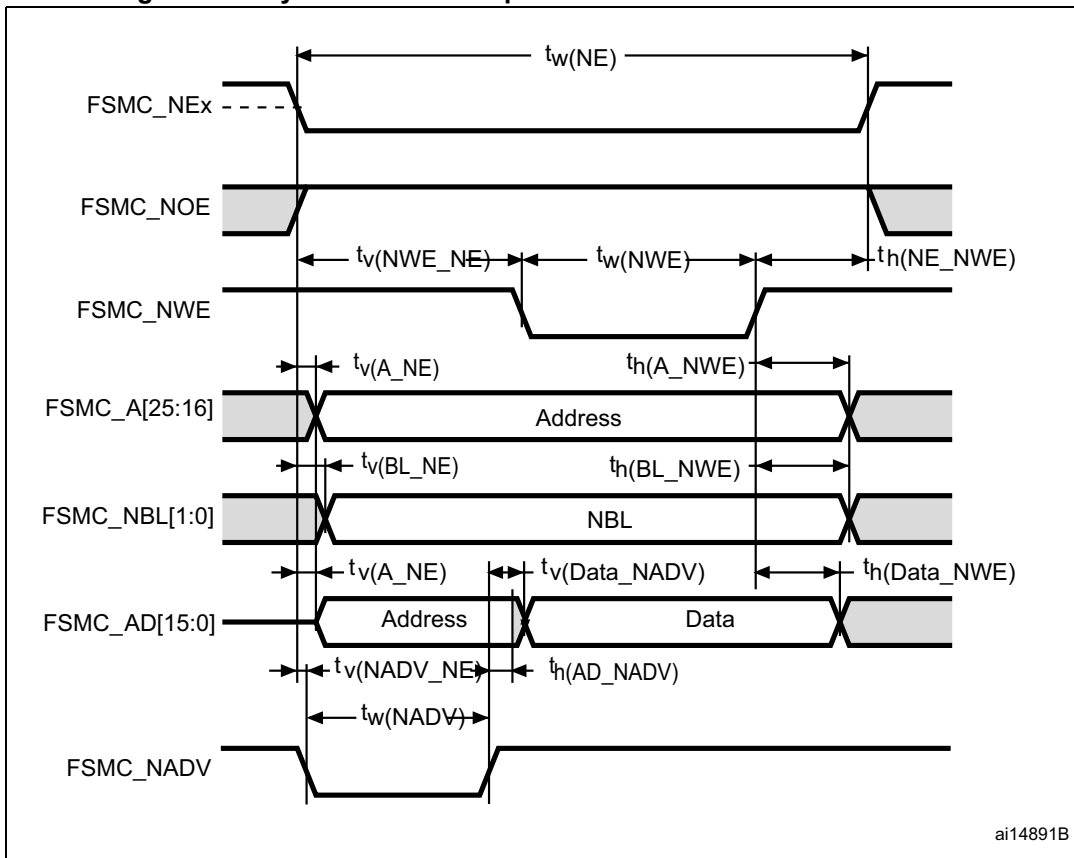 tw(NE)
FSMC_NEx
FSMC_NOE
tv(NWE_NE)
tw(NWE)
th(NE_NWE)
FSMC_NWE
tv(A_NE)
th(A_NWE)
FSMC_A[25:16]
Address
tv(BL_NE)
th(BL_NWE)
FSMC_NBL[1:0]
NBL
tv(A_NE)
tv(Data_NADV)
th(Data_NWE)
FSMC_AD[15:0]
Address
Data
tv(NADV_NE)
th(AD_NADV)
tw(NADV)
FSMC_NADV
ai14891B